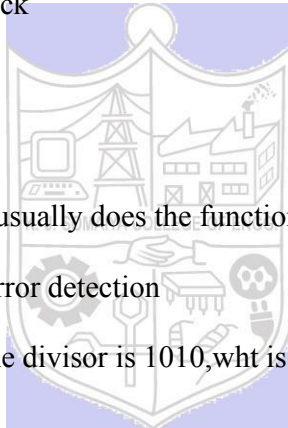 ck
usually does the function
rror detection
e divisor is 1010,wht is